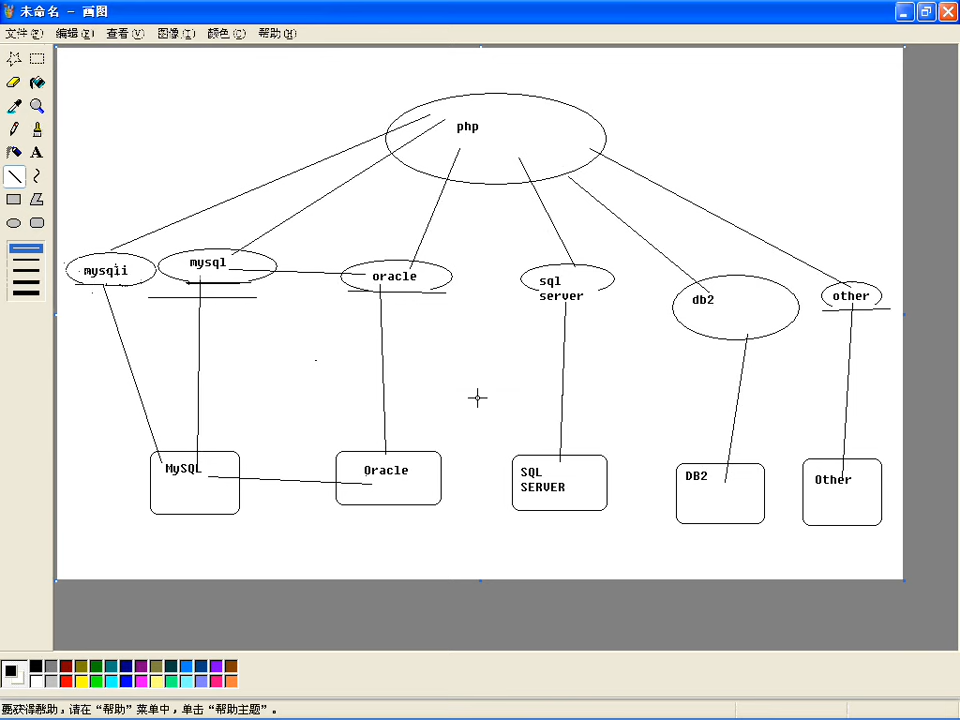 未命名 - 画图
文件(F) 编辑(E) 查看(V) 图像(I) 颜色(C) 帮助(H)
A
php
mysqli
mysql
oracle
sql
server
db2
other
MySQL
Oracle
SQL
SERVER
DB2
Other
要获得帮助，请在“帮助”菜单中，单击“帮助主题”。